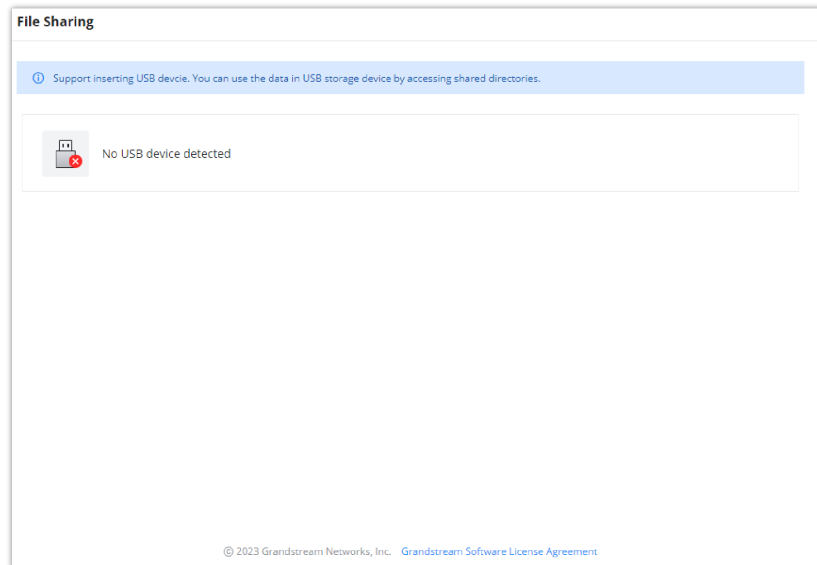 File Sharing
Support inserting USB devcie. You can use the data in USB storage device by accessing shared directories.
No USB device detected
© 2023 Grandstream Networks, Inc. Grandstream Software License Agreement